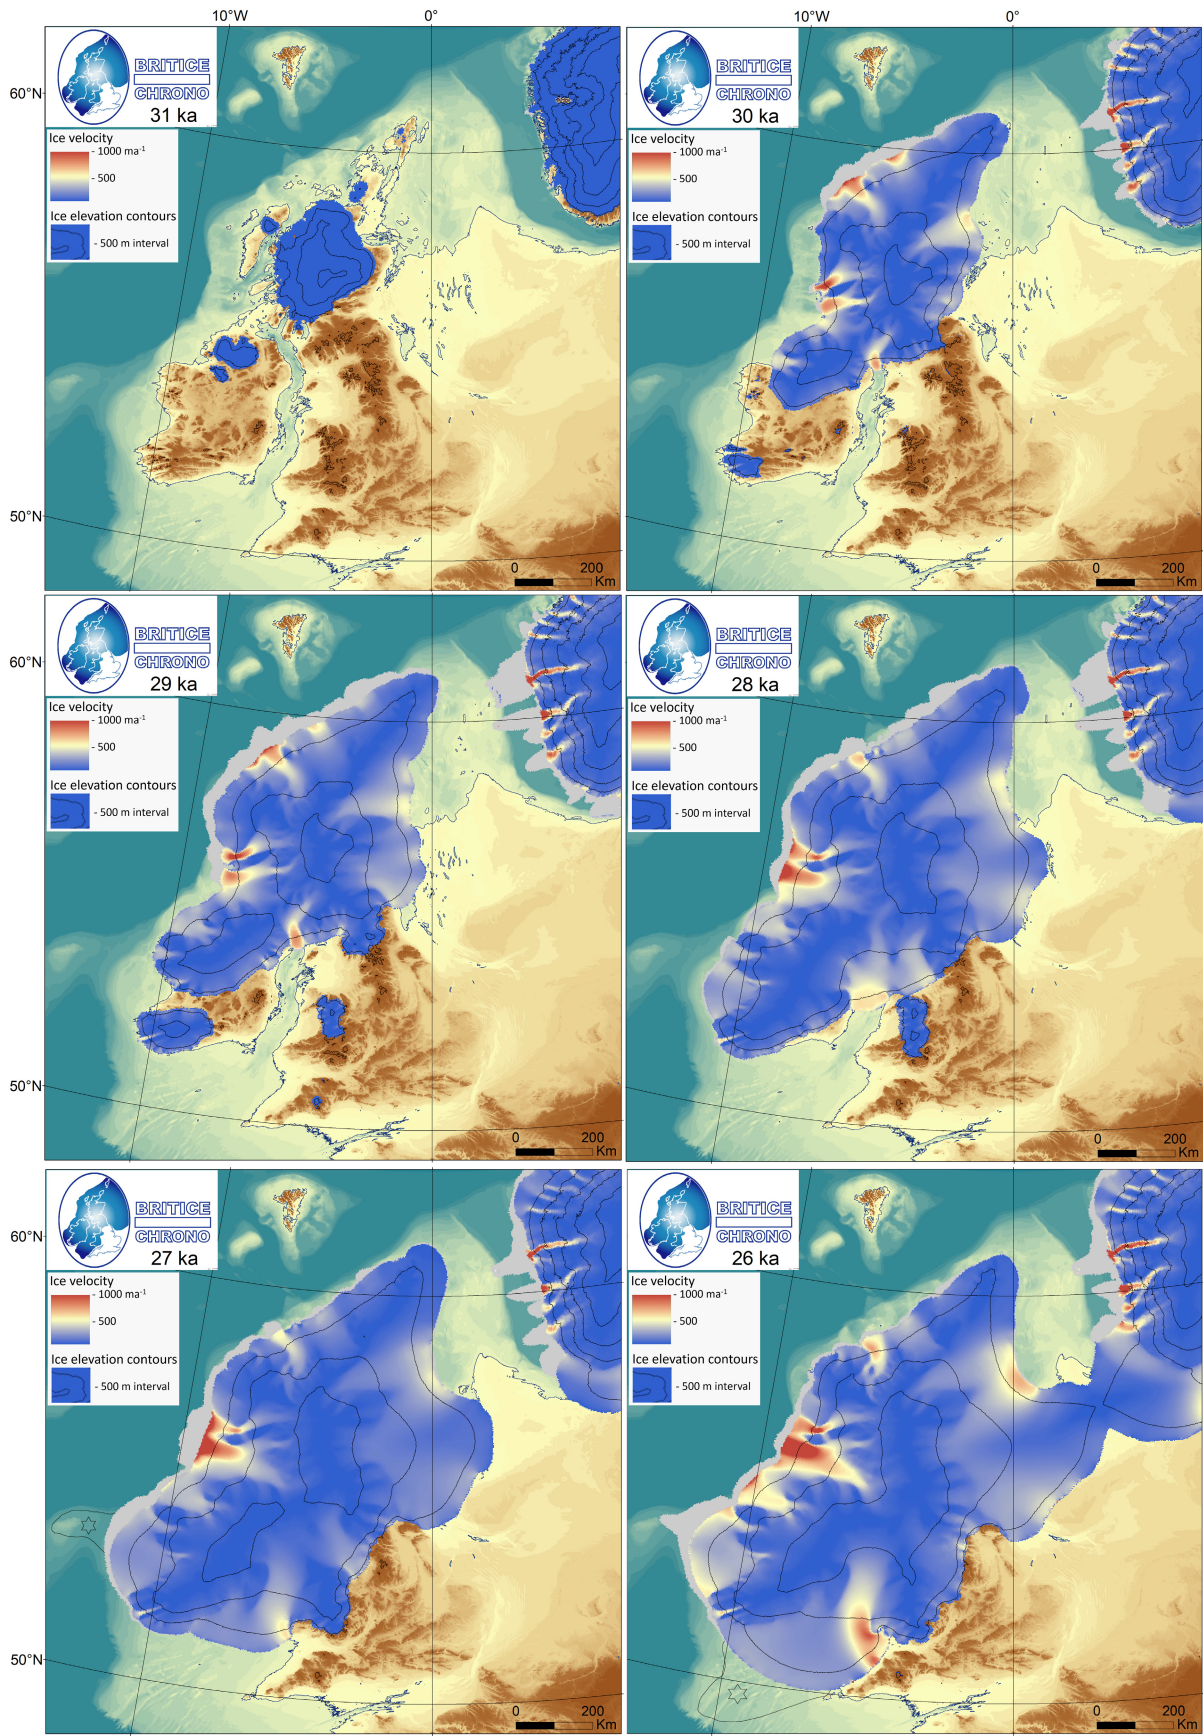 10°W 0° 10°W 0°
60°N
50°N
BRITICE
CHRONO
31 ka
Ice velocity
- 1000 ma-1
- 500
Ice elevation contours
- 500 m interval
0 200
Km
BRITICE
CHRONO
30 ka
Ice velocity
- 1000 ma-1
- 500
Ice elevation contours
- 500 m interval
0 200
Km
60°N
50°N
BRITICE
CHRONO
29 ka
Ice velocity
- 1000 ma-1
- 500
Ice elevation contours
- 500 m interval
0 200
Km
BRITICE
CHRONO
28 ka
Ice velocity
- 1000 ma-1
- 500
Ice elevation contours
- 500 m interval
0 200
Km
60°N
50°N
BRITICE
CHRONO
27 ka
Ice velocity
- 1000 ma-1
- 500
Ice elevation contours
- 500 m interval
0 200
Km
BRITICE
CHRONO
26 ka
Ice velocity
- 1000 ma-1
- 500
Ice elevation contours
- 500 m interval
0 200
Km